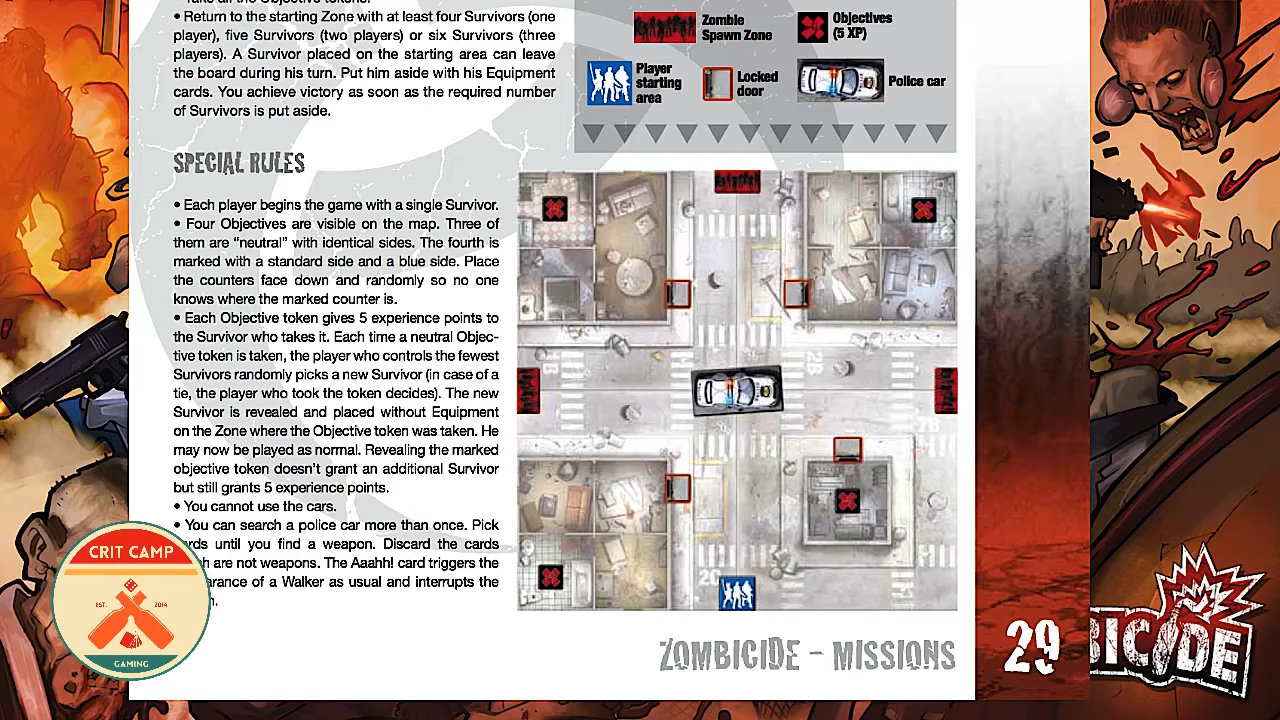 Take all the Objective tokens.
• Return to the starting Zone with at least four Survivors (one
player), five Survivors (two players) or six Survivors (three
players). A Survivor placed on the starting area can leave
the board during his turn. Put him aside with his Equipment
cards. You achieve victory as soon as the required number
of Survivors is put aside.
Zombie
Spawn Zone
Objectives
(5 XP)
Player
starting
area
Locked
door
Police car
SPECIAL RULES
• Each player begins the game with a single Survivor.
• Four Objectives are visible on the map. Three of
them are “neutral” with identical sides. The fourth is
marked with a standard side and a blue side. Place
the counters face down and randomly so no one
knows where the marked counter is.
• Each Objective token gives 5 experience points to
the Survivor who takes it. Each time a neutral Objec-
tive token is taken, the player who controls the fewest
Survivors randomly picks a new Survivor (in case of a
tie, the player who took the token decides). The new
Survivor is revealed and placed without Equipment
on the Zone where the Objective token was taken. He
may now be played as normal. Revealing the marked
objective token doesn’t grant an additional Survivor
but still grants 5 experience points.
• You cannot use the cars.
• You can search a police car more than once. Pick
rds until you find a weapon. Discard the cards
h are not weapons. The Aaahh! card triggers the
arance of a Walker as usual and interrupts the
n.
2B
7B
2C
CRIT CAMP
EST. 2014
GAMING
ZOMBICIDE - MISSIONS
29
BICIDE